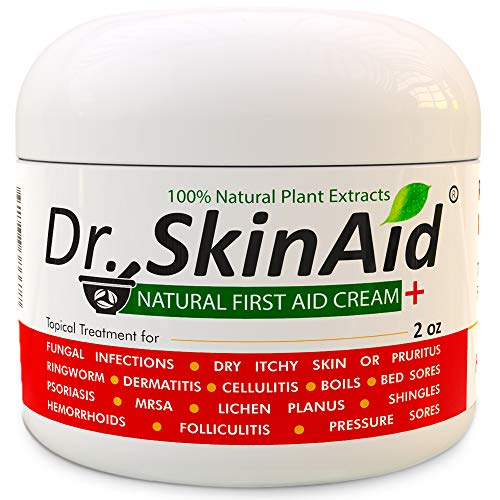 100% Natural Plant Extracts
Dr. SkinAid®
NATURAL FIRST AID CREAM+
Topical Treatment for 2 oz
FUNGAL INFECTIONS • DRY ITCHY SKIN OR PRURITUS
RINGWORM • DERMATITIS • CELLULITIS • BOILS • BED SORES
PSORIASIS • MRSA • LICHEN PLANUS • SHINGLES
HEMORRHOIDS • FOLLICULITIS • PRESSURE SORES